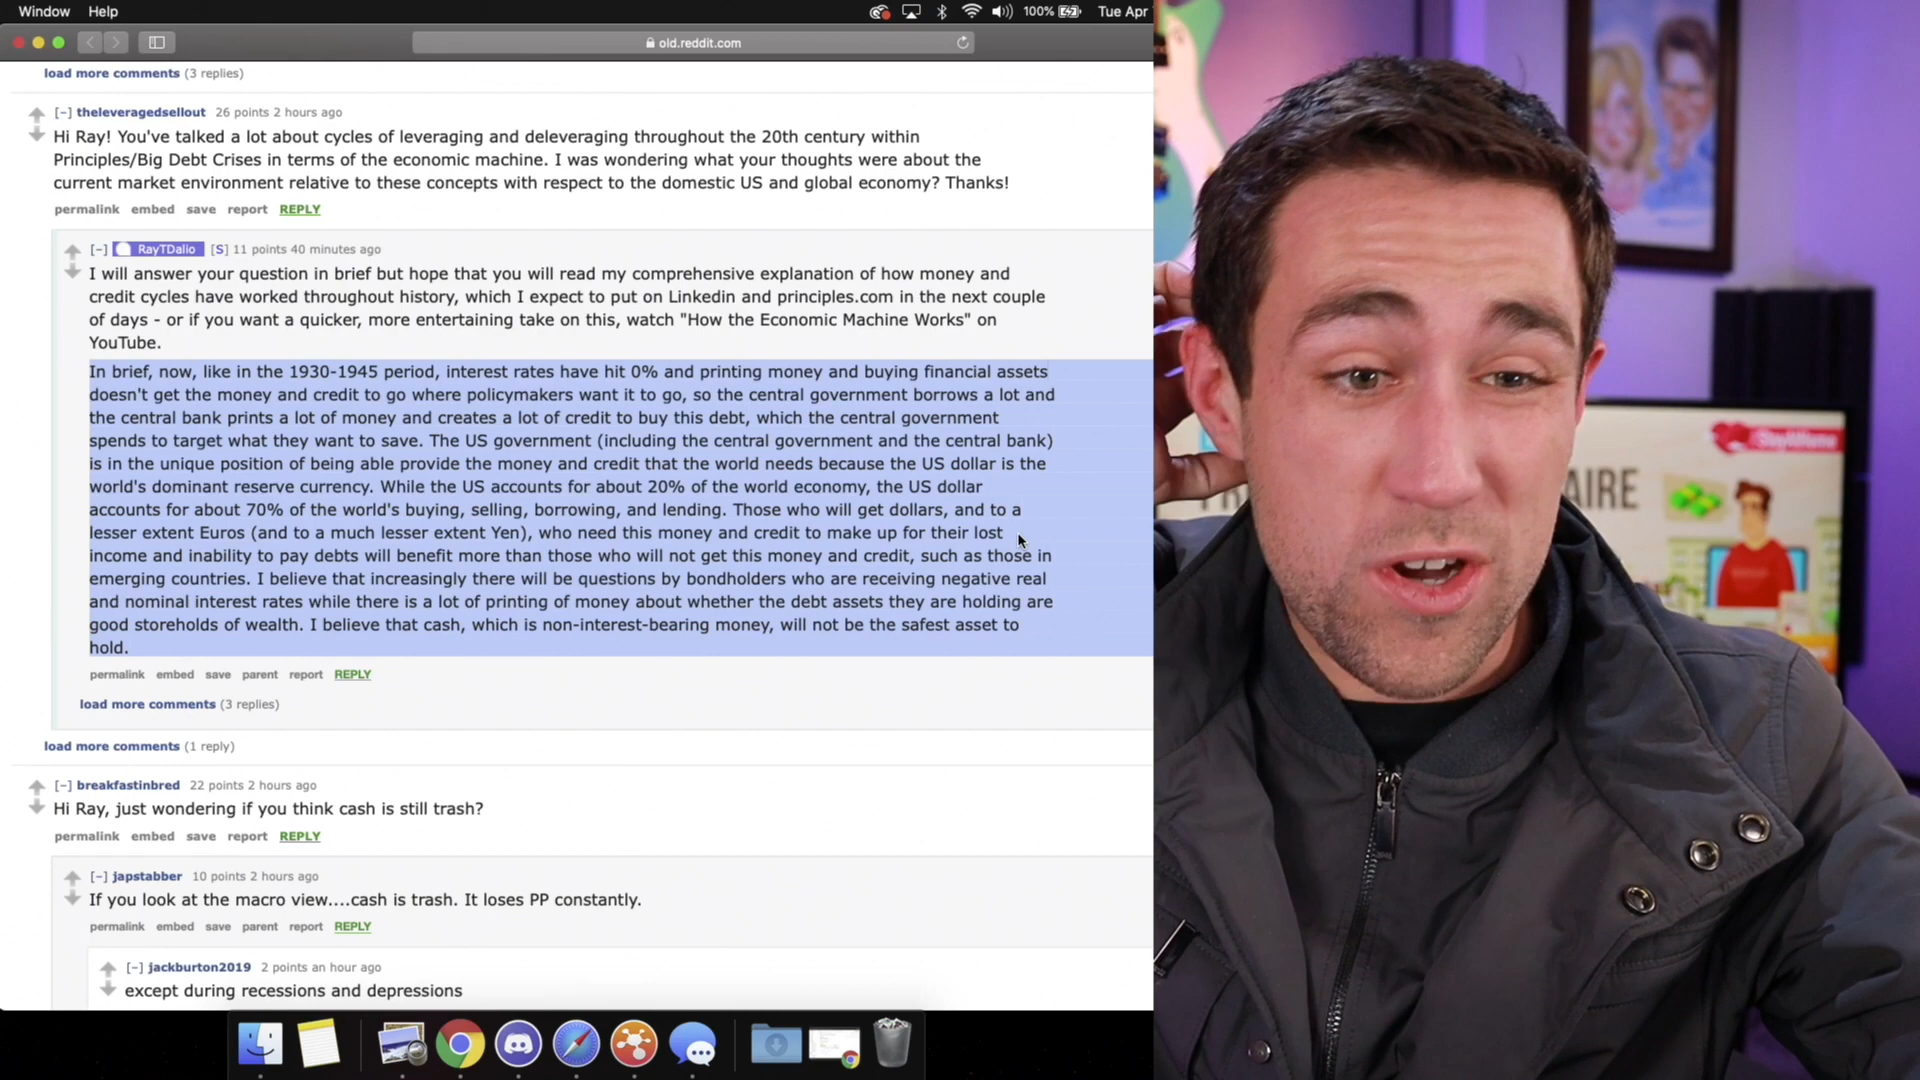 Window Help
100% Tue Apr
old.reddit.com
load more comments (3 replies)
[–] theleveragedsellout 26 points 2 hours ago
Hi Ray! You've talked a lot about cycles of leveraging and deleveraging throughout the 20th century within
Principles/Big Debt Crises in terms of the economic machine. I was wondering what your thoughts were about the
current market environment relative to these concepts with respect to the domestic US and global economy? Thanks!
permalink embed save report REPLY
[–] RayTDalio [S] 11 points 40 minutes ago
I will answer your question in brief but hope that you will read my comprehensive explanation of how money and
credit cycles have worked throughout history, which I expect to put on Linkedin and principles.com in the next couple
of days - or if you want a quicker, more entertaining take on this, watch "How the Economic Machine Works" on
YouTube.
In brief, now, like in the 1930-1945 period, interest rates have hit 0% and printing money and buying financial assets
doesn't get the money and credit to go where policymakers want it to go, so the central government borrows a lot and
the central bank prints a lot of money and creates a lot of credit to buy this debt, which the central government
spends to target what they want to save. The US government (including the central government and the central bank)
is in the unique position of being able provide the money and credit that the world needs because the US dollar is the
world's dominant reserve currency. While the US accounts for about 20% of the world economy, the US dollar
accounts for about 70% of the world's buying, selling, borrowing, and lending. Those who will get dollars, and to a
lesser extent Euros (and to a much lesser extent Yen), who need this money and credit to make up for their lost
income and inability to pay debts will benefit more than those who will not get this money and credit, such as those in
emerging countries. I believe that increasingly there will be questions by bondholders who are receiving negative real
and nominal interest rates while there is a lot of printing of money about whether the debt assets they are holding are
good storeholds of wealth. I believe that cash, which is non-interest-bearing money, will not be the safest asset to
hold.
permalink embed save parent report REPLY
load more comments (3 replies)
load more comments (1 reply)
[–] breakfastinbred 22 points 2 hours ago
Hi Ray, just wondering if you think cash is still trash?
permalink embed save report REPLY
[–] japstabber 10 points 2 hours ago
If you look at the macro view....cash is trash. It loses PP constantly.
permalink embed save parent report REPLY
[–] jackburton2019 2 points an hour ago
except during recessions and depressions
AIRE